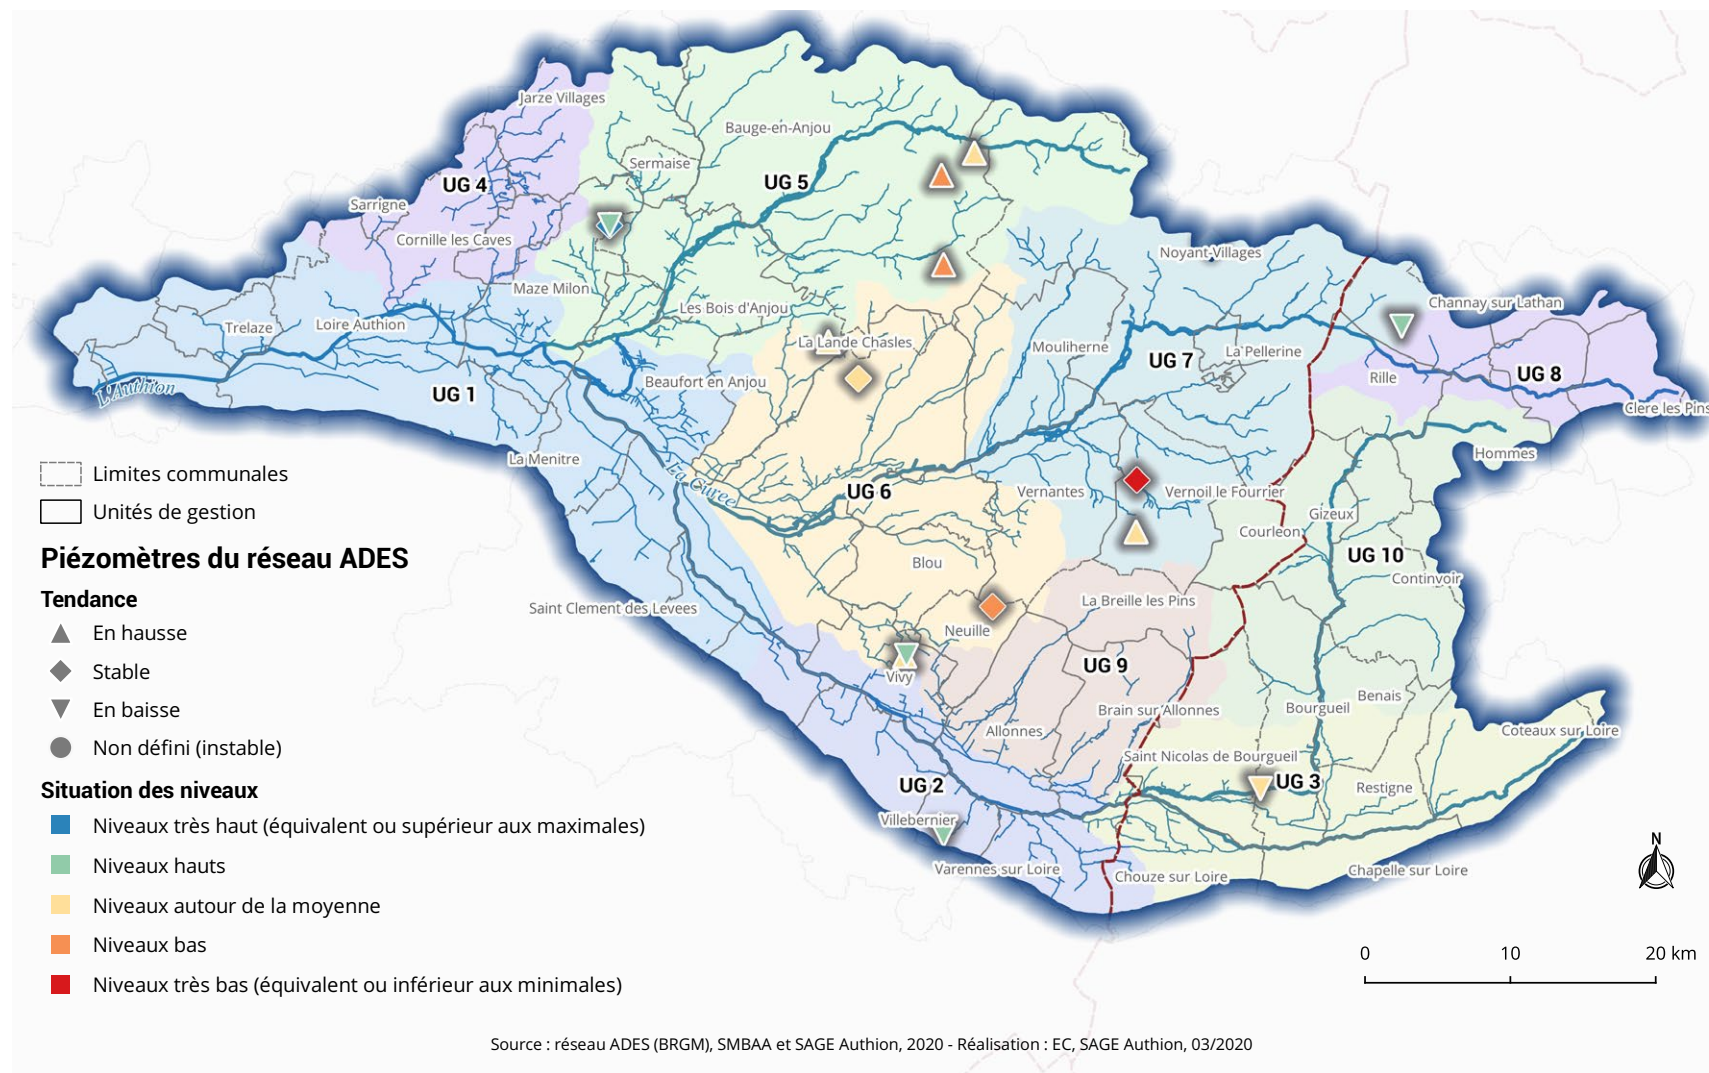 Jarze Villages
Bauge-en-Anjou
Sermaise
UG 4
UG 5
Sarrigne
Cornille les Caves
Noyant-Villages
Maze Milon
Channay sur Lathan
Les Bois d'Anjou
Trelaze
Loire Authion
La Lande Chasles
Mouliherne
La Pellerine
UG 7
Rille
UG 8
L'Authion
UG 1
Beaufort en Anjou
Clere les Pins
La Menitre
Hommes
La Curee
UG 6
Vernantes
Vernoil le Fourrier
Gizeux
Courleon
UG 10
Blou
Continvoir
Saint Clement des Levees
La Breille les Pins
Neuille
UG 9
Vivy
Benais
Brain sur Allonnes
Bourgueil
Allonnes
Coteaux sur Loire
Saint Nicolas de Bourgueil
UG 2
UG 3
Restigne
Villebernier
Varennes sur Loire
Chouze sur Loire
Chapelle sur Loire
Limites communales
Unités de gestion
Piézomètres du réseau ADES
Tendance
En hausse
Stable
En baisse
Non défini (instable)
Situation des niveaux
Niveaux très haut (équivalent ou supérieur aux maximales)
Niveaux hauts
Niveaux autour de la moyenne
Niveaux bas
Niveaux très bas (équivalent ou inférieur aux minimales)
N
0 10 20 km
Source : réseau ADES (BRGM), SMBAA et SAGE Authion, 2020 - Réalisation : EC, SAGE Authion, 03/2020